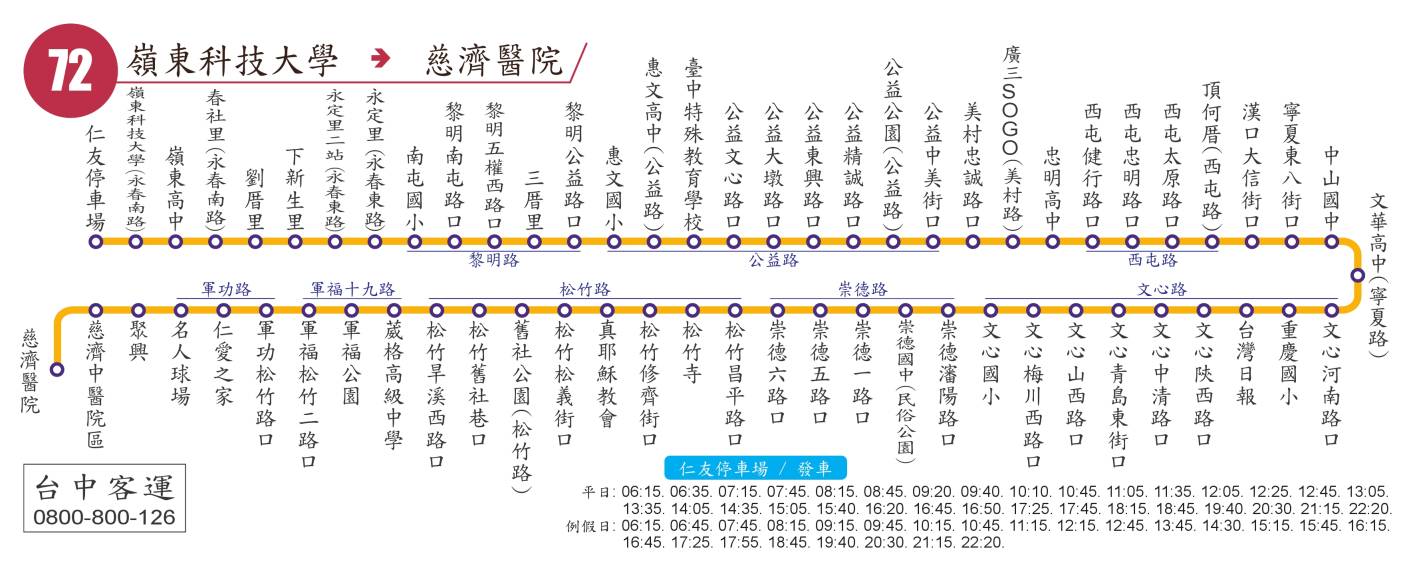 72
嶺東科技大學 → 慈濟醫院
仁友停車場
嶺東科技大學(永春南路)
嶺東高中
春社里(永春南路)
劉厝里
下新生里
永定里二站(永春東路)
永定里(永春東路)
南屯國小
黎明南屯路口
黎明五權西路口
三厝里
黎明公益路口
惠文國小
惠文高中(公益路)
臺中特殊教育學校
公益文心路口
公益大墩路口
公益東興路口
公益精誠路口
公益公園(公益路)
公益中美街口
美村忠誠路口
廣三SOGO(美村路)
忠明高中
西屯健行路口
西屯忠明路口
西屯太原路口
頂何厝(西屯路)
漢口大信街口
寧夏東八街口
中山國中
文華高中(寧夏路)
黎明路
公益路
西屯路
軍功路
軍福十九路
松竹路
崇德路
文心路
慈濟醫院
慈濟中醫院區
聚興
名人球場
仁愛之家
軍功松竹路口
軍福松竹二路口
軍福公園
葳格高級中學
松竹旱溪西路口
松竹舊社巷口
舊社公園(松竹路)
松竹松義街口
真耶穌教會
松竹修齊街口
松竹寺
松竹昌平路口
崇德六路口
崇德五路口
崇德一路口
崇德國中(民俗公園)
崇德瀋陽路口
文心國小
文心梅川西路口
文心山西路口
文心青島東街口
文心中清路口
文心陝西路口
台灣日報
重慶國小
文心河南路口
台中客運
0800-800-126
仁友停車場 / 發車
平日: 06:15. 06:35. 07:15. 07:45. 08:15. 08:45. 09:20. 09:40. 10:10. 10:45. 11:05. 11:35. 12:05. 12:25. 12:45. 13:05.
13:35. 14:05. 14:35. 15:05. 15:40. 16:20. 16:45. 16:50. 17:25. 17:45. 18:15. 18:45. 19:40. 20:30. 21:15. 22:20.
例假日: 06:15. 06:45. 07:45. 08:15. 09:15. 09:45. 10:15. 10:45. 11:15. 12:15. 12:45. 13:45. 14:30. 15:15. 15:45. 16:15.
16:45. 17:25. 17:55. 18:45. 19:40. 20:30. 21:15. 22:20.